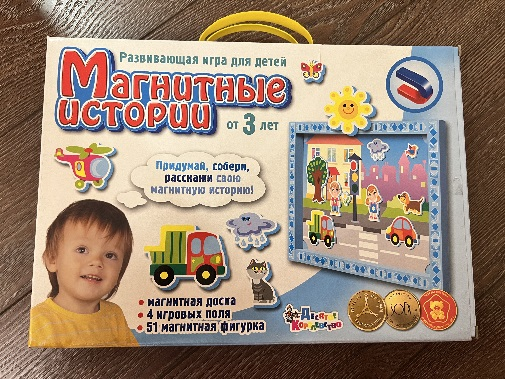 Развивающая игра для детей
Магнитные
истории
от 3 лет
Придумай, собери,
расскажи свою
магнитную историю!
• магнитная доска
• 4 игровых поля
• 51 магнитная фигурка
Десятое
Королевство